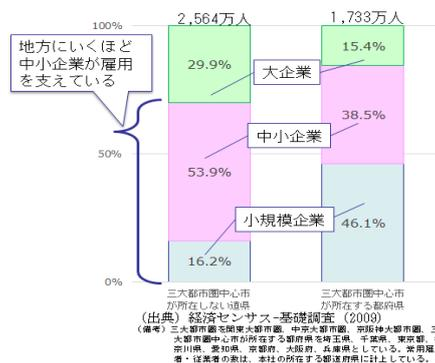 2,564万人
1,733万人
地方にいくほど
中小企業が雇用
を支えている
100%
50%
0%
29.9%
15.4%
大企業
53.9%
38.5%
中小企業
16.2%
46.1%
小規模企業
三大都市圏中心市
が所在しない道県
三大都市圏中心市
が所在する都府県
(出典) 経済センサス-基礎調査 (2009)
(備考) 三大都市圏を関東大都市圏、中京大都市圏、京阪神大都市圏、三
大都市圏中心市が所在する都府県を埼玉県、千葉県、東京都、
奈川県、愛知県、京都府、大阪府、兵庫県としている。常用雇
者・従業者の数は、本社の所在する都道府県に計上している。